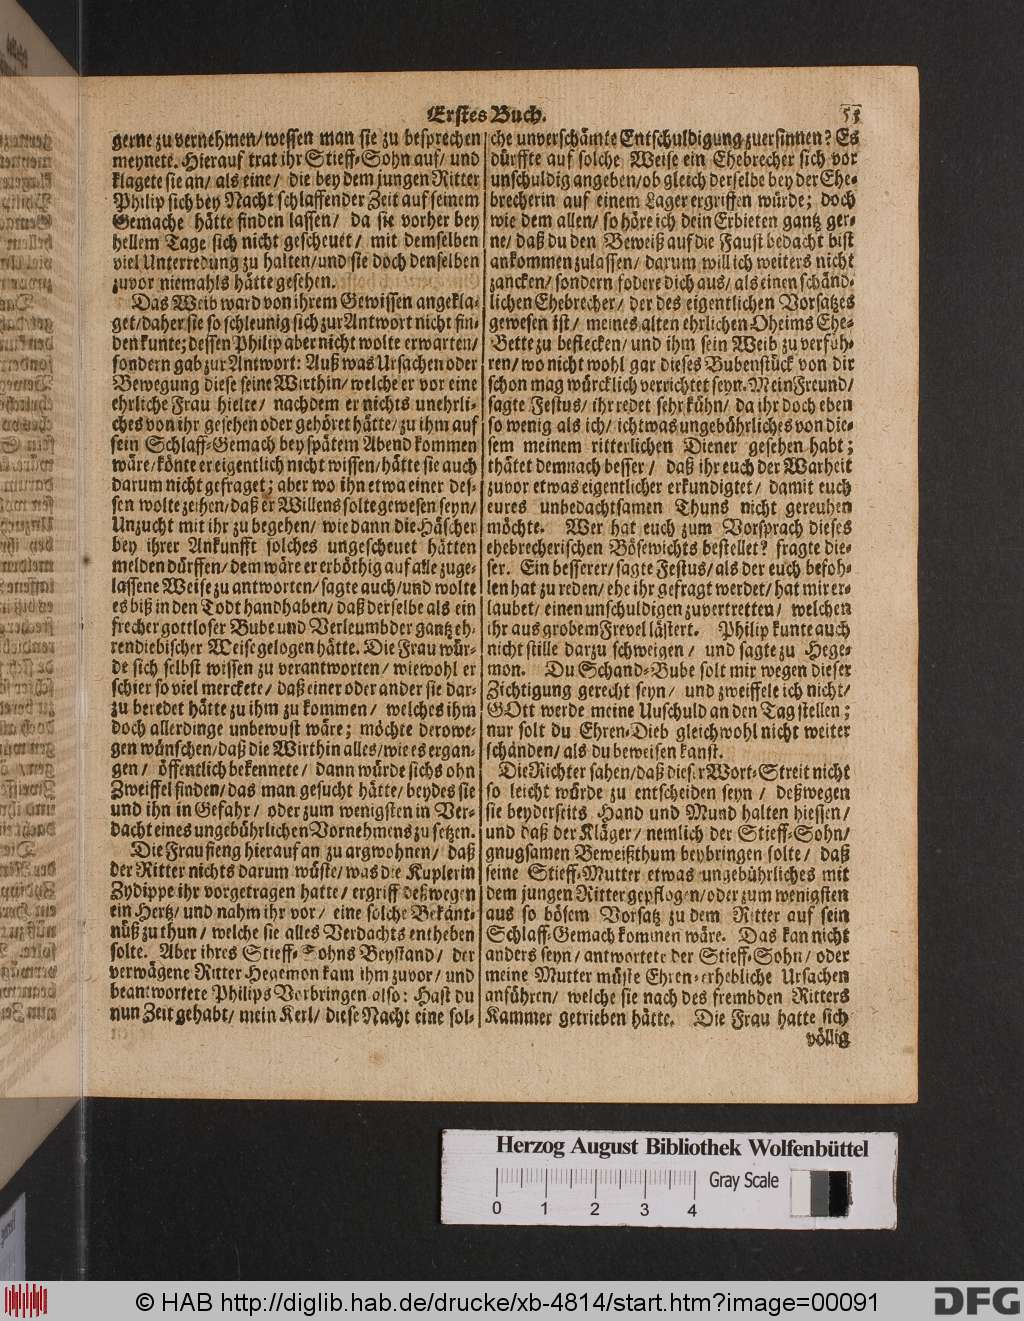 Erstes Buch.
53
gerne zu vernehmen/ wessen man sie zu besprechen
meynete. Hierauf trat ihr Stieff-Sohn auf/ und
klagete sie an/ als eine/ die bey dem jungen Ritter
Philip sich bey Nacht schlaffender Zeit auf seinem
Gemache hätte finden lassen/ da sie vorher bey
hellem Tage sich nicht gescheuet/ mit demselben
viel Unterredung zu halten/ und sie doch denselben
zuvor niemahls hätte gesehen.
Das Weib ward von ihrem Gewissen angekla-
get/ daher sie so schleunig sich zur Antwort nicht fin-
den kunte; dessen Philip aber nicht wolte erwarten/
sondern gab zur Antwort: Auß was Ursachen oder
Bewegung diese seine Wirthin/ welche er vor eine
ehrliche Frau hielte/ nachdem er nichts unehrli-
ches von ihr gesehen oder gehöret hätte/ zu ihm auf
sein Schlaff-Gemach bey spätem Abend kommen
wäre/ könte er eigentlich nicht wissen/ hätte sie auch
darum nicht gefraget; aber wo ihn etwa einer des-
sen wolte zeihen/ daß er Willens solte gewesen seyn/
Unzucht mit ihr zu begehen/ wie dann die Häscher
bey ihrer Ankunfft solches ungescheuet hätten
melden dürffen/ dem wäre er erböthig auf alle zuge-
lassene Weise zu antworten/ sagte auch/ und wolte
es biß in den Todt handhaben/ daß derselbe als ein
frecher gottloser Bube und Verleumbder gantz eh-
rendiebischer Weise gelogen hätte. Die Frau wür-
de sich selbst wissen zu verantworten/ wiewohl er
schier so viel merckete/ daß einer oder ander sie dar-
zu beredet hätte zu ihm zu kommen/ welches ihm
doch allerdinge unbewust wäre; möchte derowe-
gen wünschen/ daß die Wirthin alles/ wie es ergan-
gen/ öffentlich bekennete/ dann würde sichs ohn
Zweiffel finden/ das man gesucht hätte/ beydes sie
und ihn in Gefahr/ oder zum wenigsten in Ver-
dacht eines ungebührlichen Vornehmens zu setzen.
Die Frau fieng hierauf an zu argwohnen/ daß
der Ritter nichts darum wüste/ was die Kuplerin
Zydippe ihr vorgetragen hatte/ ergriff deßwegen
ein Hertz/ und nahm ihr vor/ eine solche Bekänt-
nüß zu thun/ welche sie alles Verdachts entheben
solte. Aber ihres Stieff-Sohns Beystand/ der
verwägene Ritter Hegemon kam ihm zuvor/ und
beantwortete Philips Vorbringen also: Hast du
nun Zeit gehabt/ mein Kerl/ diese Nacht eine sol-
che unverschämte Entschuldigung zuersinnen? Es
dürffte auf solche Weise ein Ehebrecher sich vor
unschuldig angeben/ ob gleich derselbe bey der Ehe-
brecherin auf einem Lager ergriffen würde; doch
wie dem allen/ so höre ich dein Erbieten gantz ger-
ne/ daß du den Beweiß auf die Faust bedacht bist
ankommen zulassen/ darum will ich weiters nicht
zancken/ sondern fodere dich aus/ als einen schänd-
lichen Ehebrecher/ der des eigentlichen Vorsatzes
gewesen ist/ meines alten ehrlichen Oheims Ehe-
Bette zu beflecken/ und ihm sein Weib zu verfüh-
ren/ wo nicht wohl gar dieses Bubenstück von dir
schon mag würcklich verrichtet seyn. Mein Freund/
sagte Festus/ ihr redet sehr kühn/ da ihr doch eben
so wenig als ich/ ichtwas ungebührliches von die-
sem meinem ritterlichen Diener gesehen habt;
thätet demnach besser/ daß ihr euch der Warheit
zuvor etwas eigentlicher erkundigtet/ damit euch
eures unbedachtsamen Thuns nicht gereuhen
möchte. Wer hat euch zum Vorsprach dieses
ehebrecherischen Bösewichts bestellet? fragte die-
ser. Ein besserer/ sagte Festus/ als der euch befoh-
len hat zu reden/ ehe ihr gefragt werdet/ hat mir er-
laubet/ einen unschuldigen zuvertretten/ welchen
ihr aus grobem Frevel lästert. Philip kunte auch
nicht stille darzu schweigen/ und sagte zu Hege-
mon. Du Schand-Bube solt mir wegen dieser
Zichtigung gerecht seyn/ und zweiffele ich nicht/
GOtt werde meine Uuschuld an den Tag stellen;
nur solt du Ehren-Dieb gleichwohl nicht weiter
schänden/ als du beweisen kanst.
Die Richter sahen/ daß dieser Wort-Streit nicht
so leicht würde zu entscheiden seyn/ deßwegen
sie beyderseits Hand und Mund halten hiessen/
und daß der Kläger/ nemlich der Stieff-Sohn/
gnugsamen Beweißthum beybringen solte/ daß
seine Stieff-Mutter etwas ungebührliches mit
dem jungen Ritter gepflogen/ oder zum wenigsten
aus so bösem Vorsatz zu dem Ritter auf sein
Schlaff-Gemach kommen wäre. Das kan nicht
anders seyn/ antwortete der Stieff-Sohn/ oder
meine Mutter müste Ehren-erhebliche Ursachen
anführen/ welche sie nach des frembden Ritters
Kammer getrieben hätte. Die Frau hatte sich
völlig
Herzog August Bibliothek Wolfenbüttel
Gray Scale
0 1 2 3 4
© HAB http://diglib.hab.de/drucke/xb-4814/start.htm?image=00091
DFG